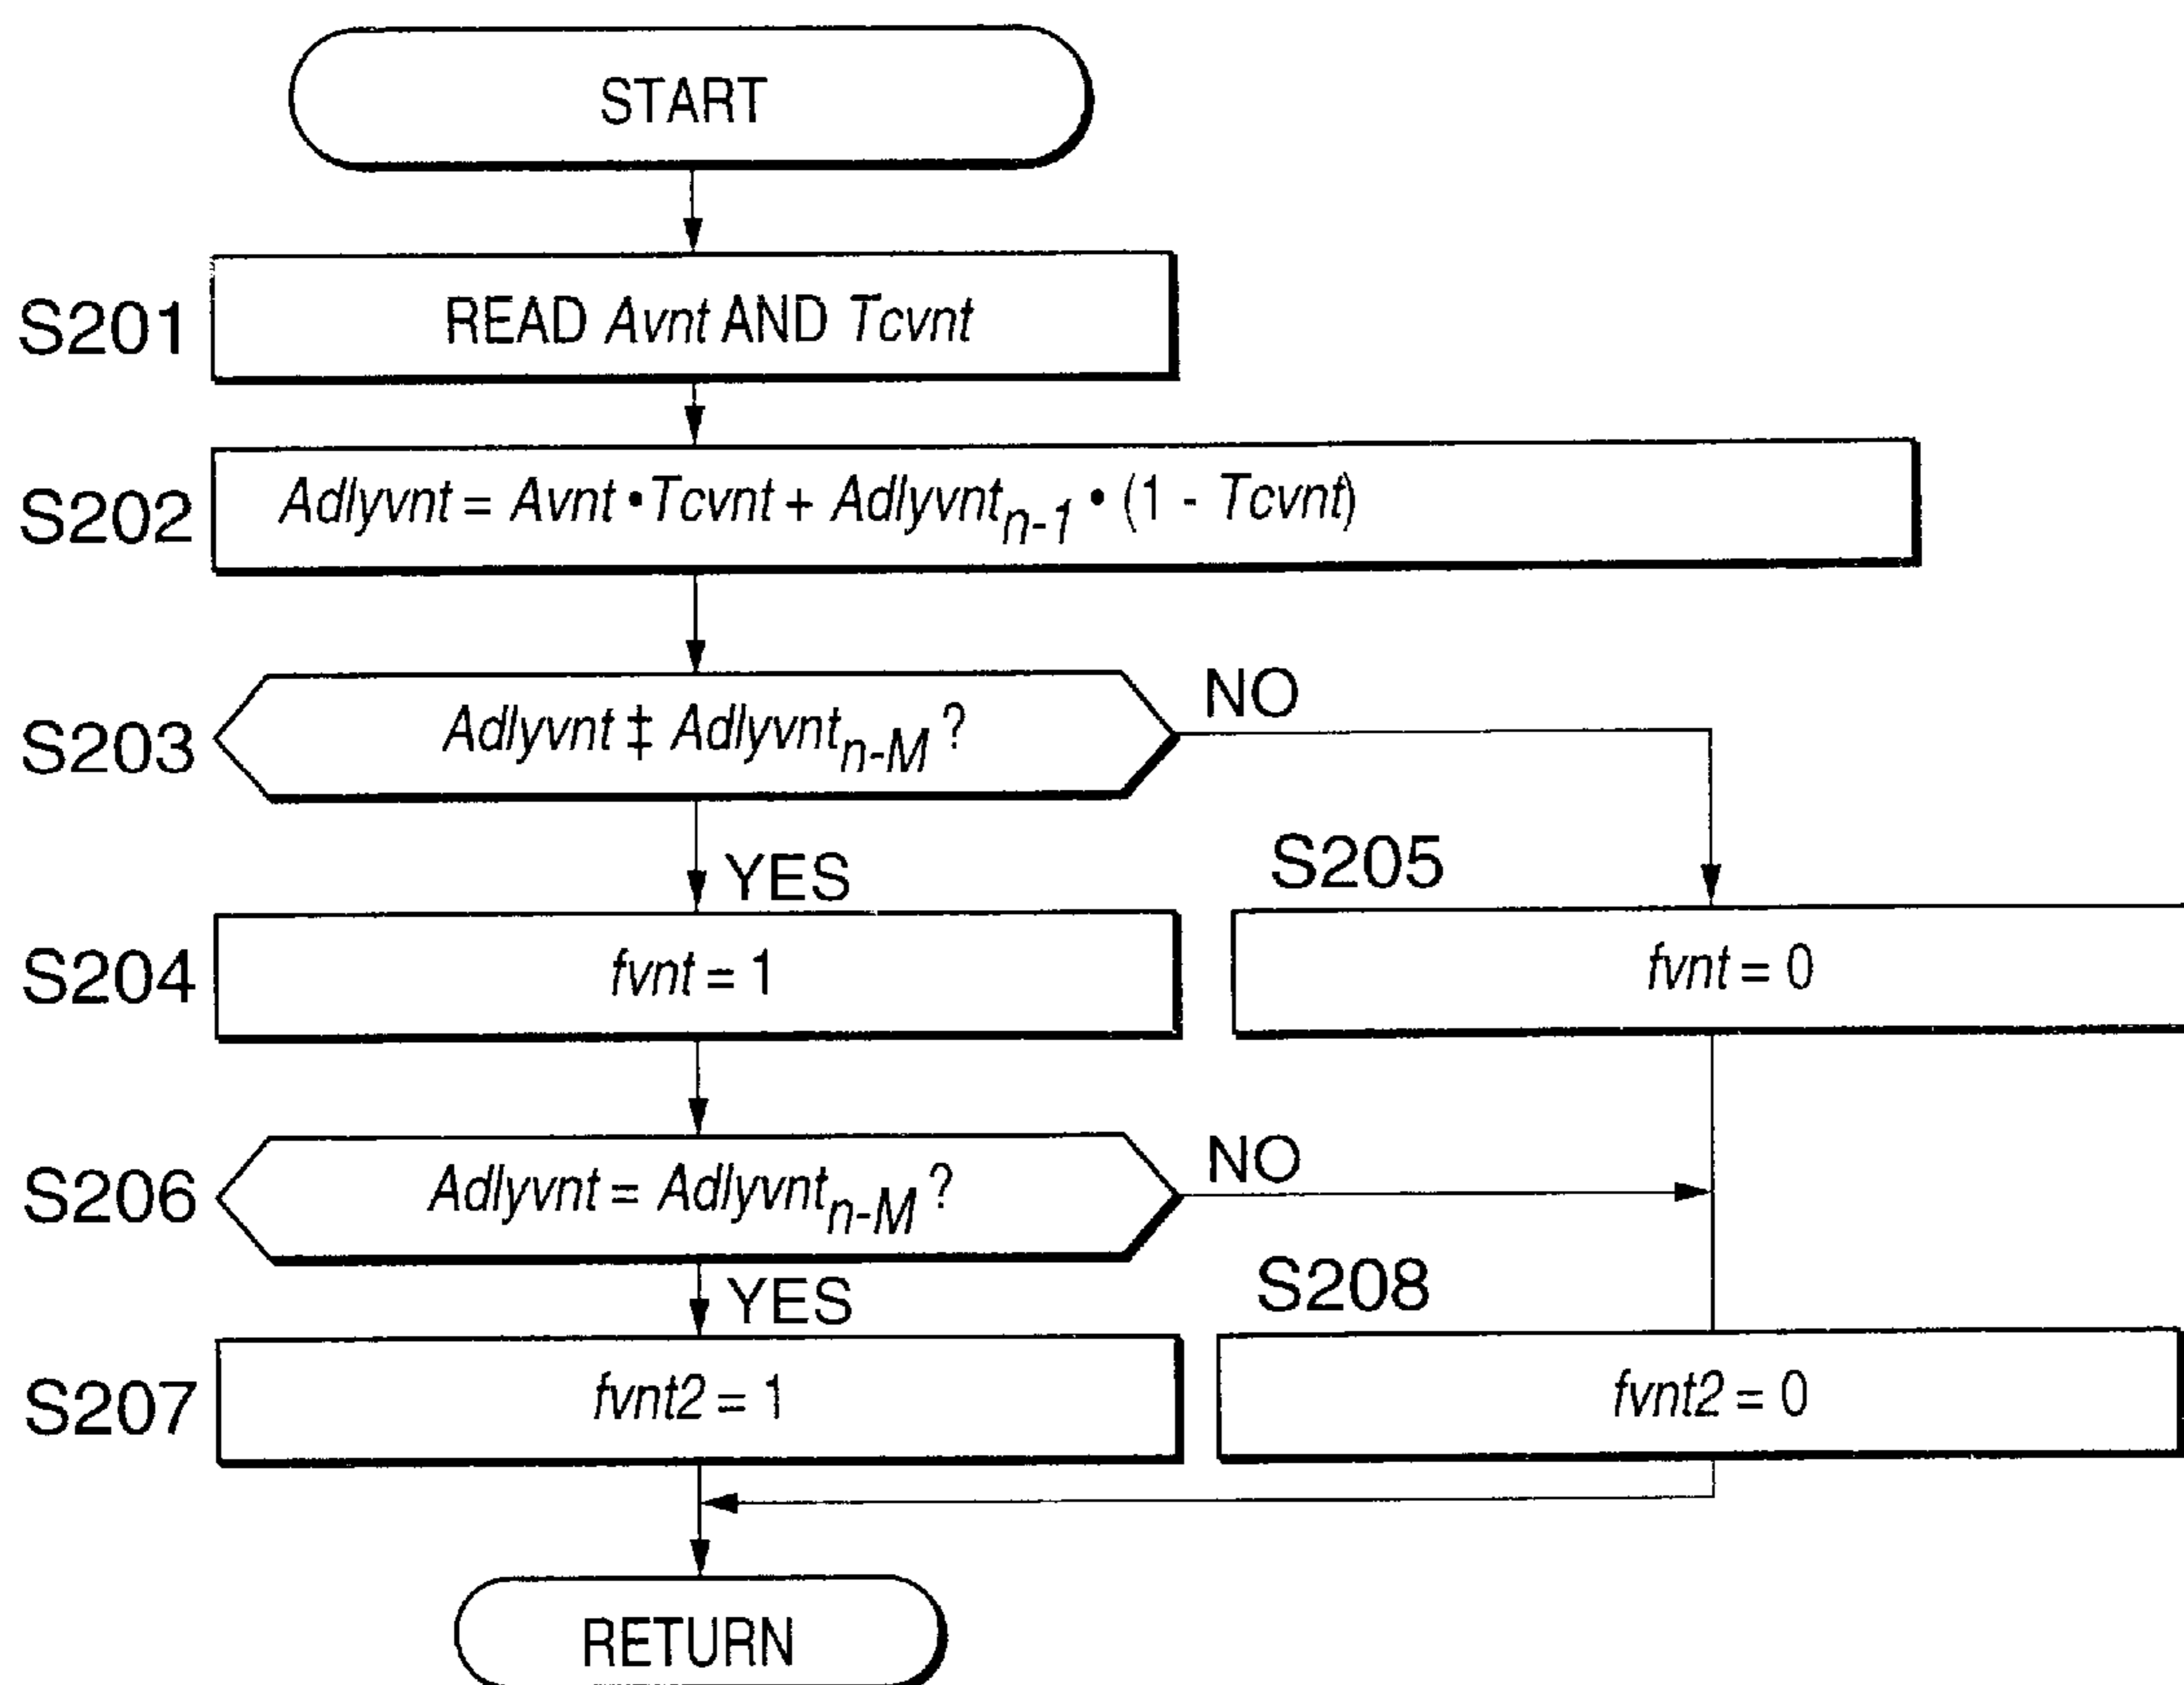 START
S201
READ Avnt AND Tcvnt
S202
Adlyvnt = Avnt • Tcvnt + Adlyvntn-1 • (1 - Tcvnt)
S203
Adlyvnt ‡ Adlyvntn-M ?
NO
YES
S205
S204
fvnt = 1
fvnt = 0
S206
Adlyvnt = Adlyvntn-M ?
NO
YES
S208
S207
fvnt2 = 1
fvnt2 = 0
RETURN